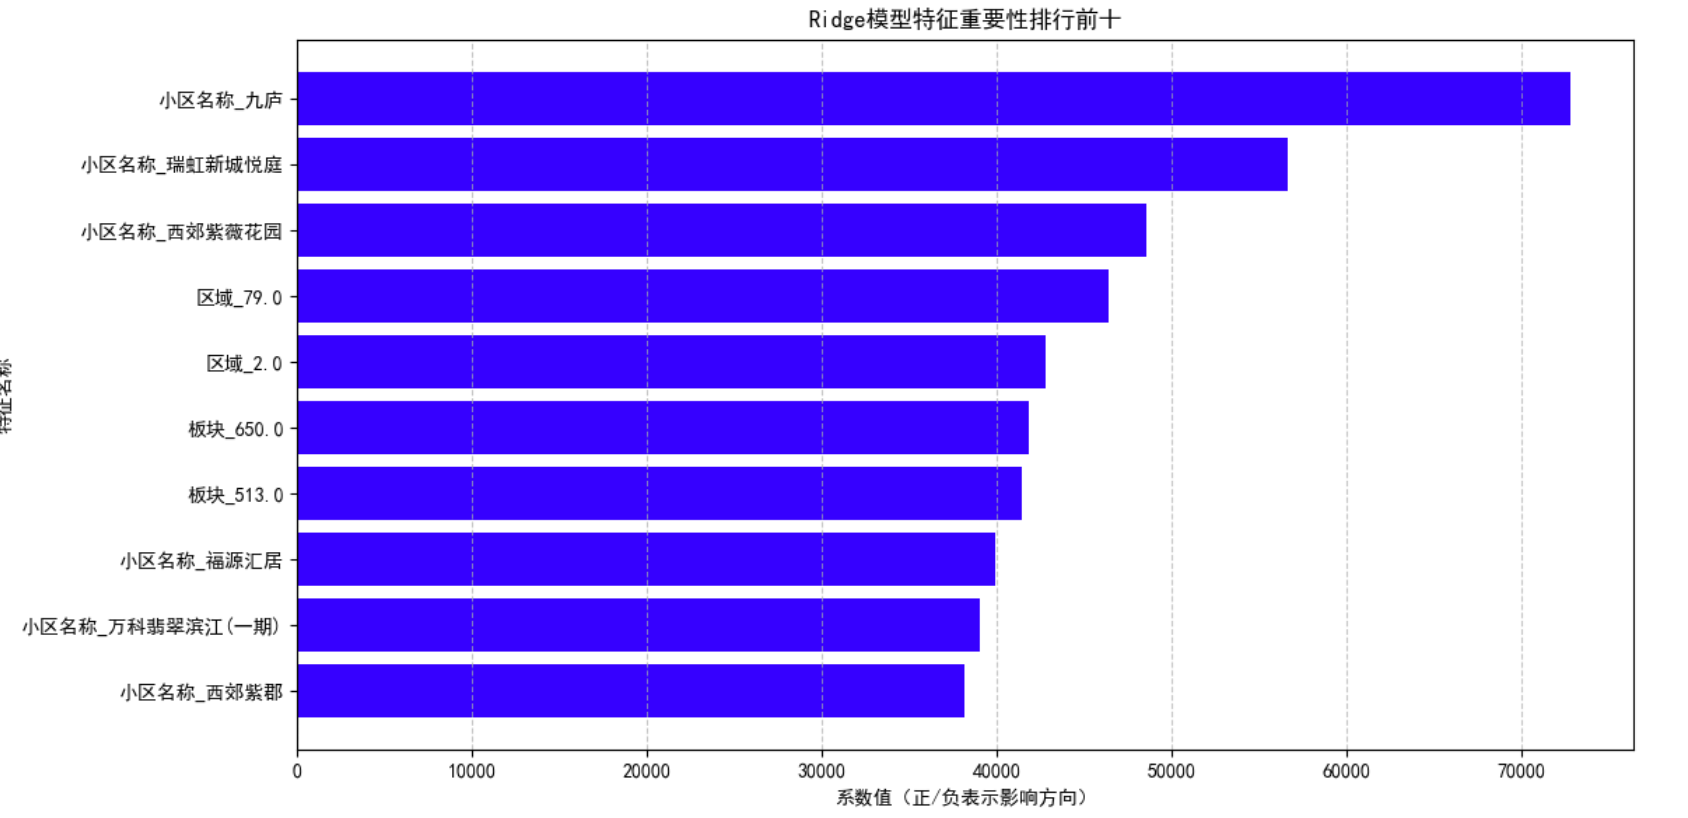 Ridge模型特征重要性排行前十
小区名称_九庐
小区名称_瑞虹新城悦庭
小区名称_西郊紫薇花园
区域_79.0
区域_2.0
板块_650.0
板块_513.0
小区名称_福源汇居
小区名称_万科翡翠滨江(一期)
小区名称_西郊紫郡
特征名称
0 10000 20000 30000 40000 50000 60000 70000
系数值（正/负表示影响方向）